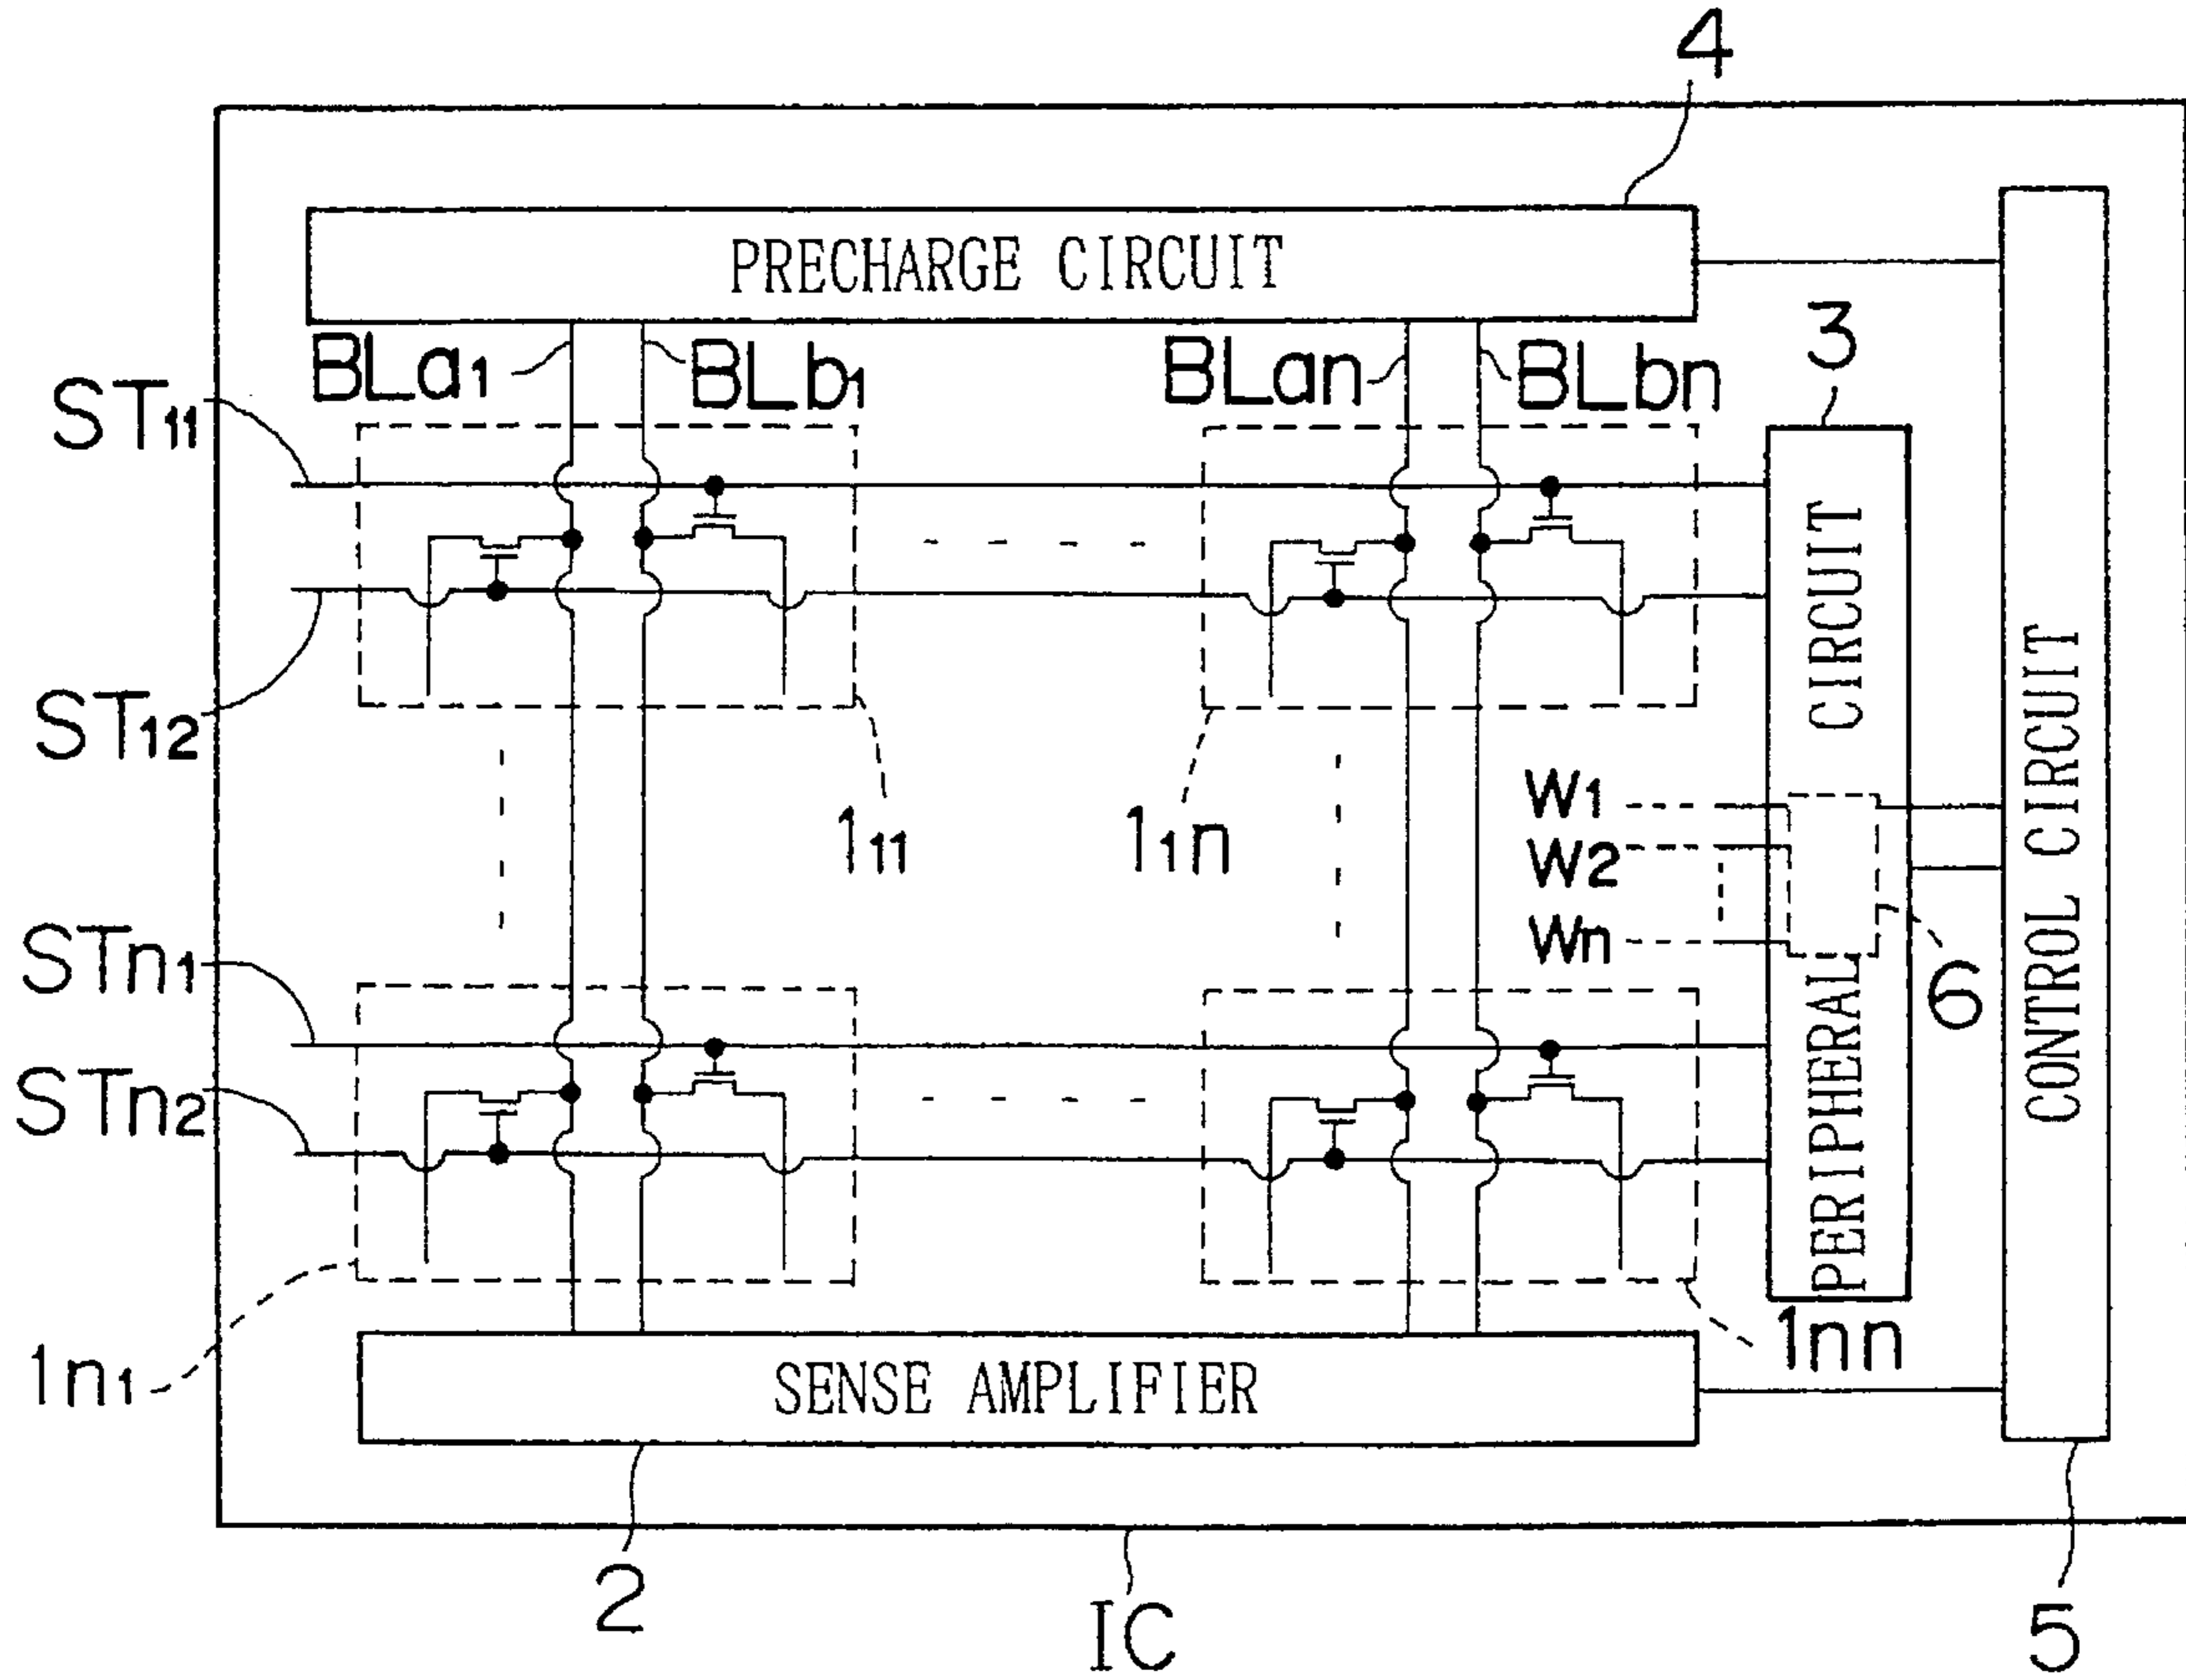 4
PRECHARGE CIRCUIT
3
BLa1
BLb1
BLan
BLbn
ST11
CIRCUIT
CONTROL CIRCUIT
ST12
W1
111
11n
W2
Wn
STn1
6
PERIPHERAL
STn2
1n1
1nn
SENSE AMPLIFIER
2
IC
5